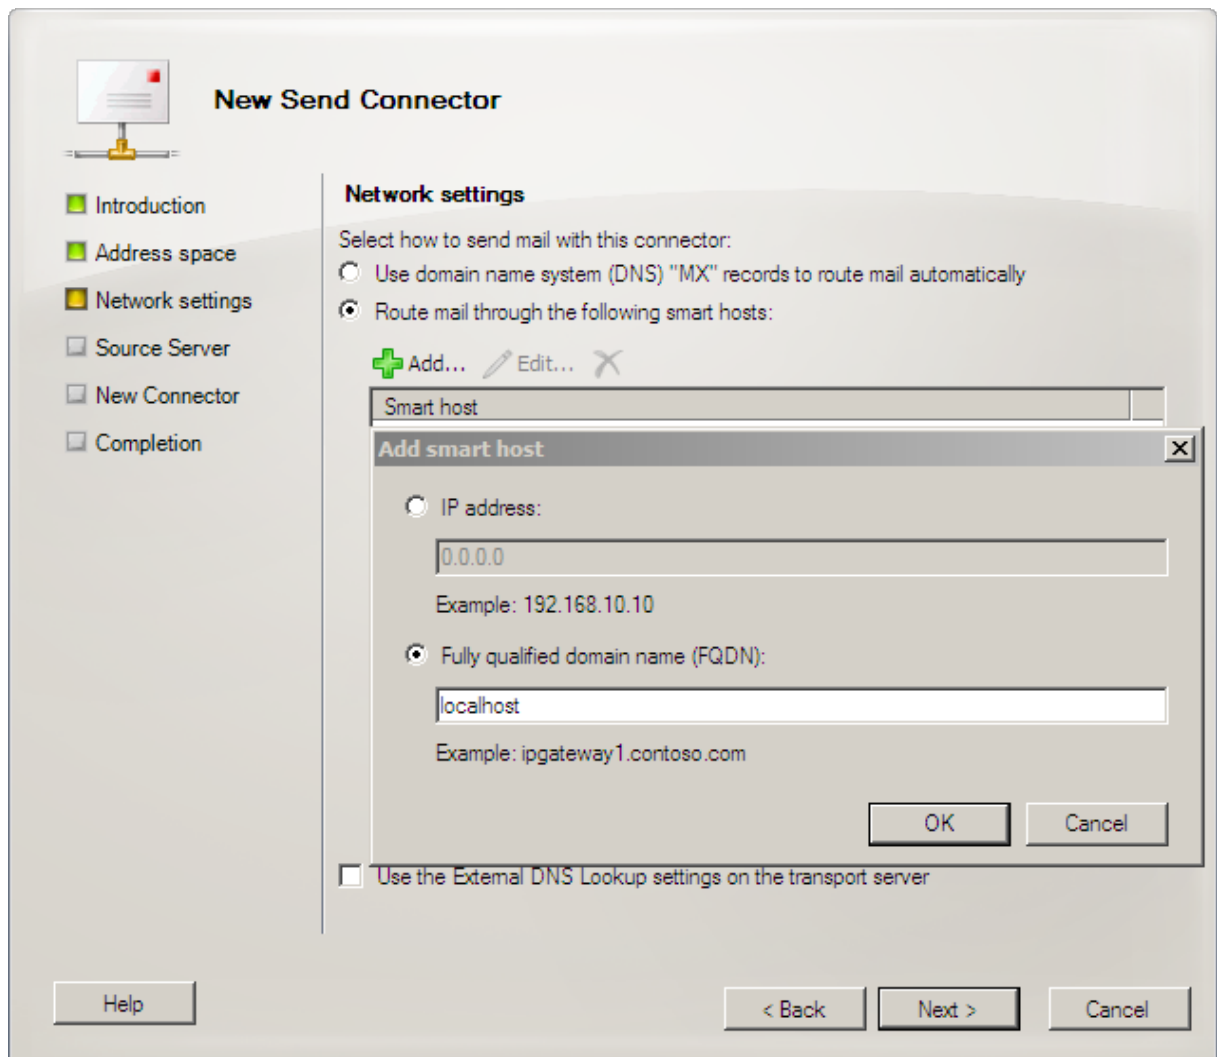 New Send Connector
Introduction
Address space
Network settings
Source Server
New Connector
Completion
Network settings
Select how to send mail with this connector:
Use domain name system (DNS) "MX" records to route mail automatically
Route mail through the following smart hosts:
Add... Edit...
Smart host
Add smart host
IP address:
0.0.0.0
Example: 192.168.10.10
Fully qualified domain name (FQDN):
localhost
Example: ipgateway1.contoso.com
OK Cancel
Use the External DNS Lookup settings on the transport server
Help < Back Next > Cancel